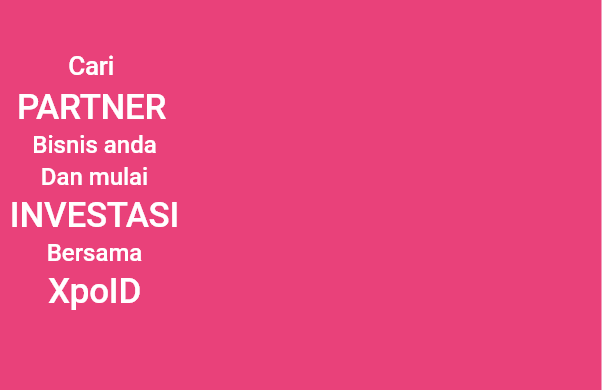 Cari
PARTNER
Bisnis anda
Dan mulai
INVESTASI
Bersama
XpoID